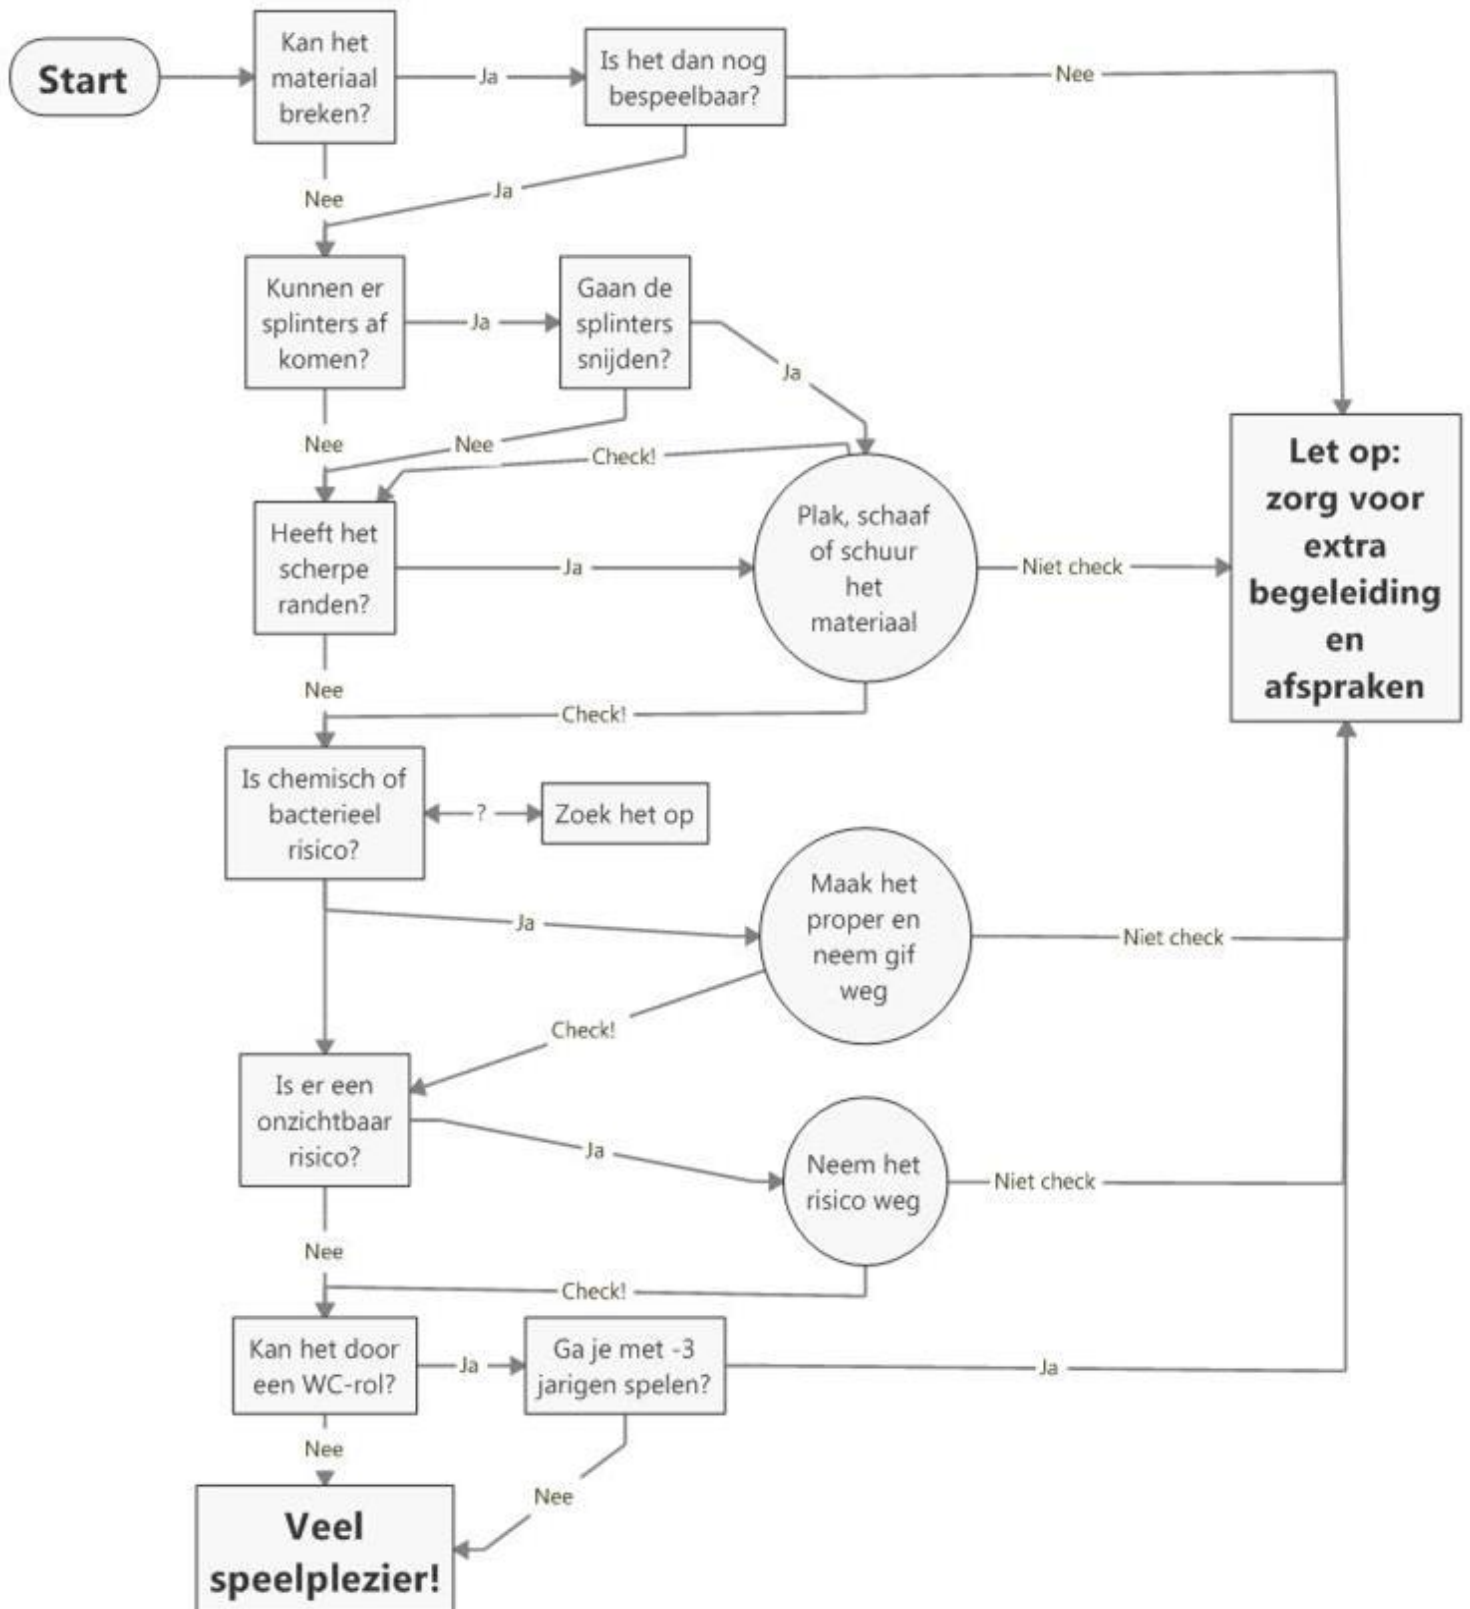 Start
Kan het
materiaal
breken?
Ja
Is het dan nog
bespeelbaar?
Nee
Nee
Ja
Kunnen er
splinters af
komen?
Ja
Gaan de
splinters
snijden?
Ja
Nee
Nee
Check!
Heeft het
scherpe
randen?
Ja
Plak, schaaf
of schuur
het
materiaal
Niet check
Let op:
zorg voor
extra
begeleiding
en
afspraken
Nee
Check!
Is chemisch of
bacterieel
risico?
?
Zoek het op
Ja
Maak het
proper en
neem gif
weg
Niet check
Check!
Is er een
onzichtbaar
risico?
Ja
Neem het
risico weg
Niet check
Nee
Check!
Kan het door
een WC-rol?
Ja
Ga je met -3
jarigen spelen?
Ja
Nee
Nee
Veel
speelplezier!